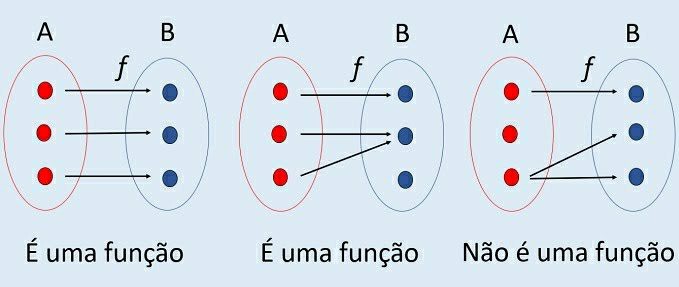 A B A B A B
f f f
É uma função É uma função Não é uma função